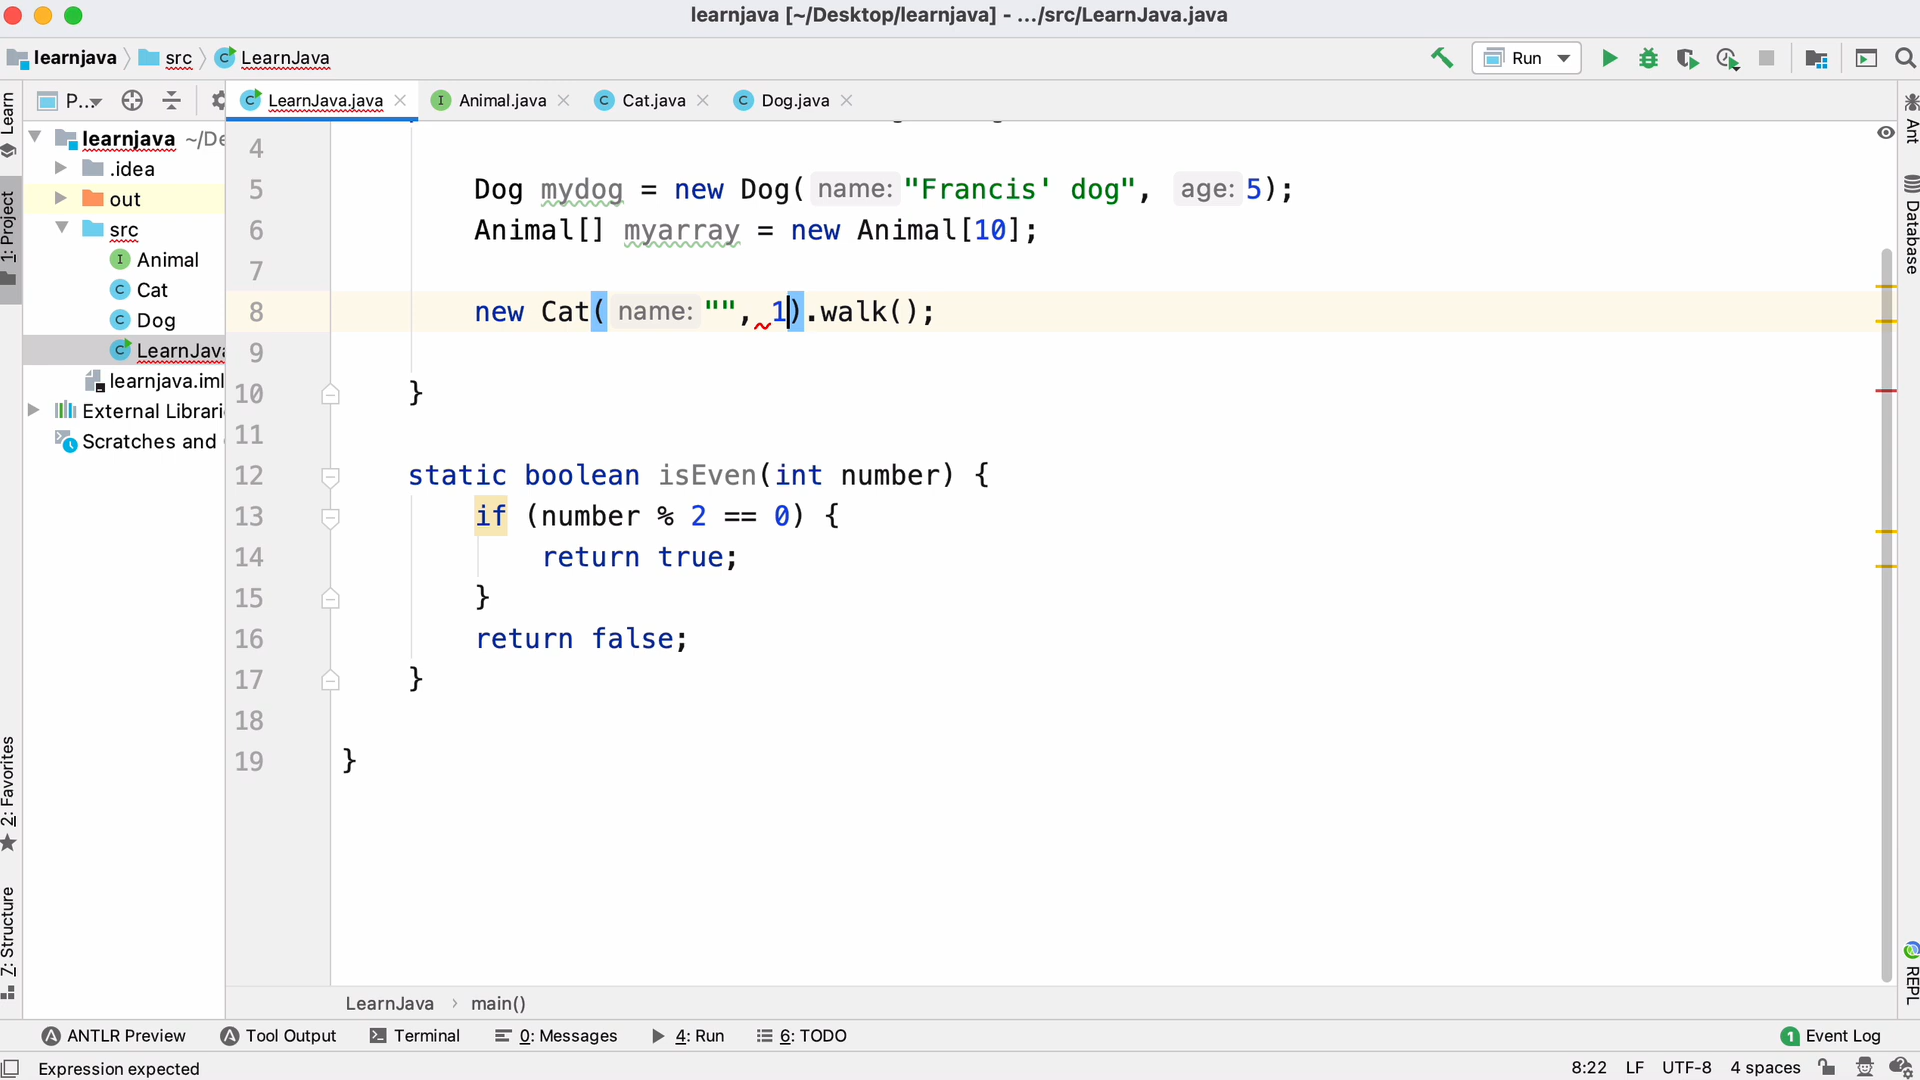 learnjava [~/Desktop/learnjava] - .../src/LearnJava.java
learnjava
src
LearnJava
Run
P...
LearnJava.java
Animal.java
Cat.java
Dog.java
learnjava ~/De
.idea
out
src
Animal
Cat
Dog
LearnJava
learnjava.iml
External Librari
Scratches and
Learn
1: Project
2: Favorites
7: Structure
4
5 Dog mydog = new Dog( name: "Francis' dog", age: 5);
6 Animal[] myarray = new Animal[10];
7
8 new Cat( name: "", 1).walk();
9
10 }
11
12 static boolean isEven(int number) {
13 if (number % 2 == 0) {
14 return true;
15 }
16 return false;
17 }
18
19 }
Ant
Database
REPL
LearnJava > main()
ANTLR Preview
Tool Output
Terminal
0: Messages
4: Run
6: TODO
1 Event Log
Expression expected
8:22 LF UTF-8 4 spaces